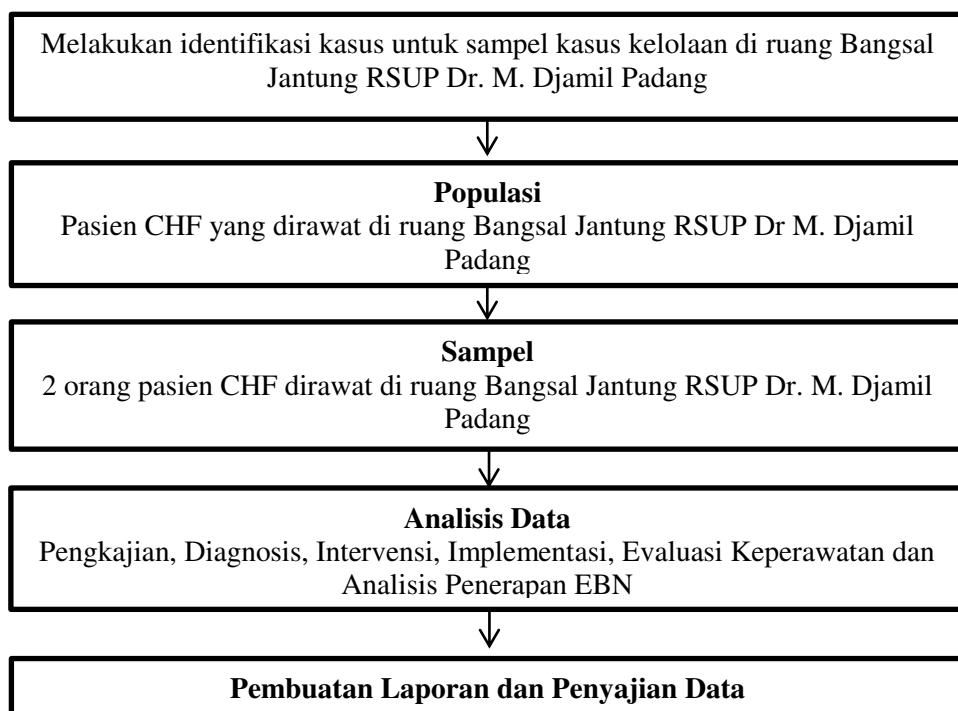 Melakukan identifikasi kasus untuk sampel kasus kelolaan di ruang Bangsal
Jantung RSUP Dr. M. Djamil Padang
Populasi
Pasien CHF yang dirawat di ruang Bangsal Jantung RSUP Dr M. Djamil
Padang
Sampel
2 orang pasien CHF dirawat di ruang Bangsal Jantung RSUP Dr. M. Djamil
Padang
Analisis Data
Pengkajian, Diagnosis, Intervensi, Implementasi, Evaluasi Keperawatan dan
Analisis Penerapan EBN
Pembuatan Laporan dan Penyajian Data